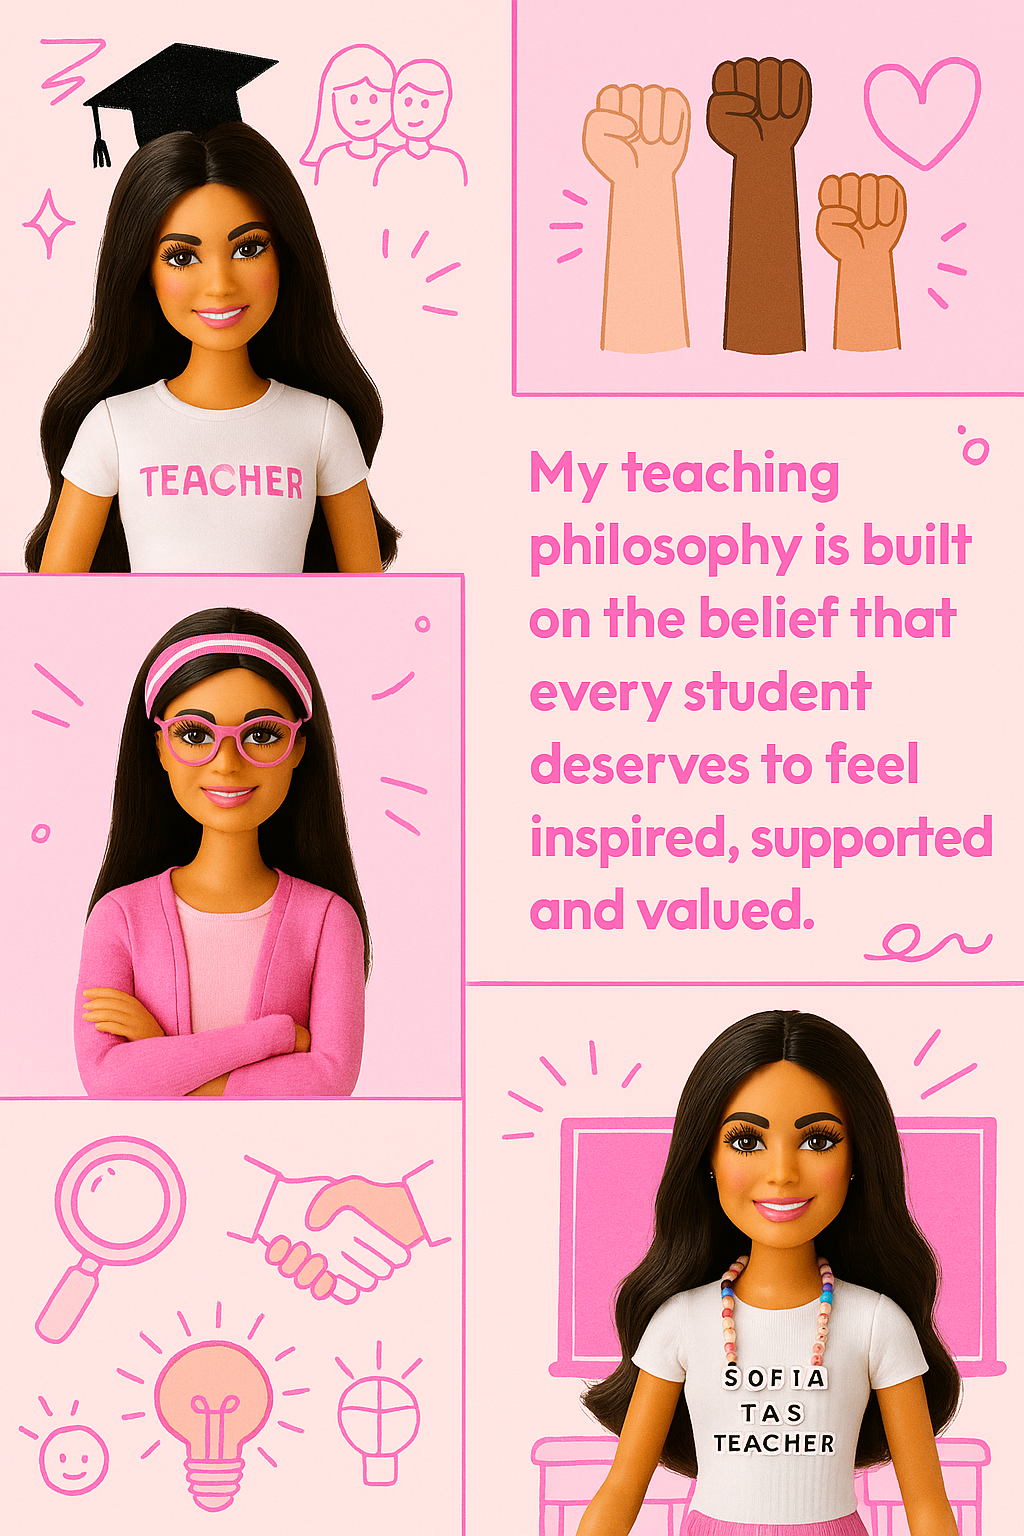 TEACHER
My teaching
philosophy is built
on the belief that
every student
deserves to feel
inspired, supported
and valued.
SOFIA
TAS
TEACHER